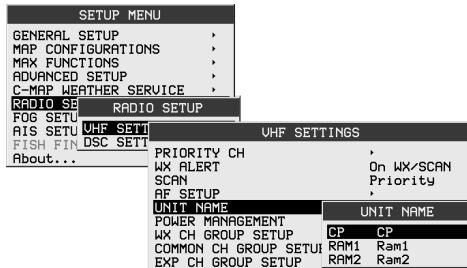 SETUP MENU
GENERAL SETUP
MAP CONFIGURATIONS
MAX FUNCTIONS
ADVANCED SETUP
C-MAP WEATHER SERVICE
RADIO SE
FOG SETU
AIS SETU
FISH FIN
About...
RADIO SETUP
VHF SETT
DSC SETT
VHF SETTINGS
PRIORITY CH
WX ALERT On WX/SCAN
SCAN Priority
AF SETUP
UNIT NAME
POWER MANAGEMENT
WX CH GROUP SETUP
COMMON CH GROUP SETU
EXP CH GROUP SETUP
UNIT NAME
CP CP
RAM1 Ram1
RAM2 Ram2